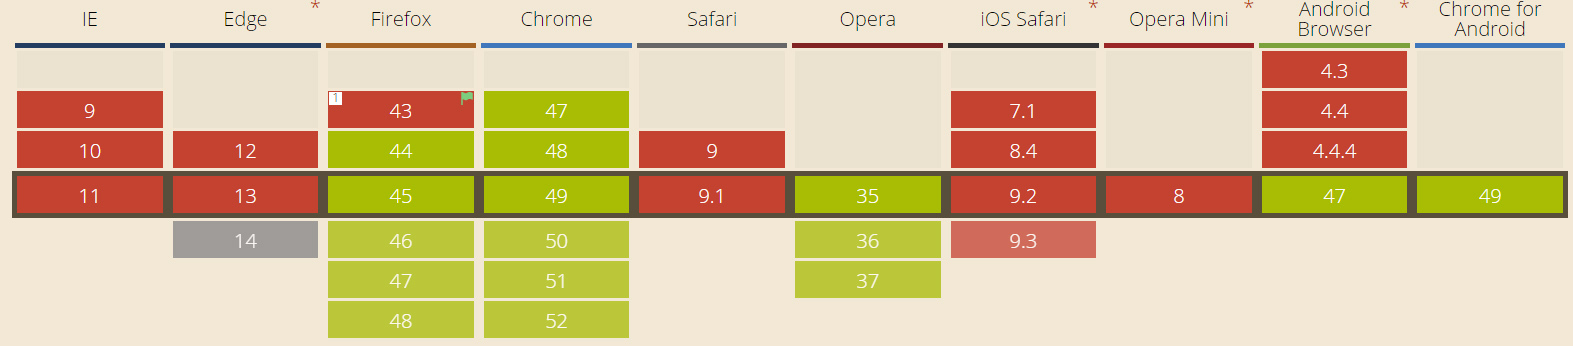 IE Edge * Firefox Chrome Safari Opera iOS Safari * Opera Mini * Android Browser * Chrome for Android
4.3
9 1 43 47 7.1 4.4
10 12 44 48 9 8.4 4.4.4
11 13 45 49 9.1 35 9.2 8 47 49
14 46 50 36 9.3
47 51 37
48 52